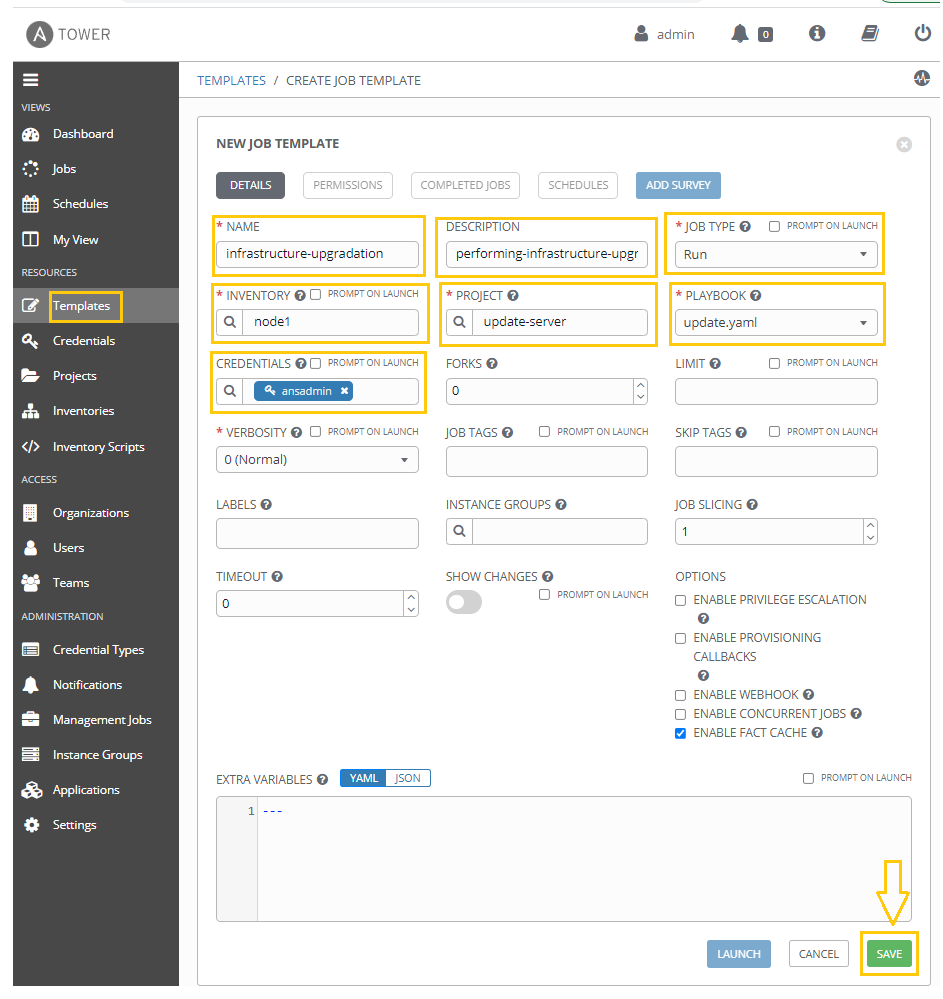 TOWER
admin
0
TEMPLATES / CREATE JOB TEMPLATE
VIEWS
Dashboard
Jobs
Schedules
My View
RESOURCES
Templates
Credentials
Projects
Inventories
Inventory Scripts
ACCESS
Organizations
Users
Teams
ADMINISTRATION
Credential Types
Notifications
Management Jobs
Instance Groups
Applications
Settings
NEW JOB TEMPLATE
DETAILS PERMISSIONS COMPLETED JOBS SCHEDULES ADD SURVEY
* NAME
infrastructure-upgradation
DESCRIPTION
performing-infrastructure-upgr
* JOB TYPE ? PROMPT ON LAUNCH
Run
* INVENTORY ? PROMPT ON LAUNCH
node1
* PROJECT ?
update-server
* PLAYBOOK ?
update.yaml
CREDENTIALS ? PROMPT ON LAUNCH
ansadmin
FORKS ?
0
LIMIT ? PROMPT ON LAUNCH
* VERBOSITY ? PROMPT ON LAUNCH
0 (Normal)
JOB TAGS ? PROMPT ON LAUNCH
SKIP TAGS ? PROMPT ON LAUNCH
LABELS ?
INSTANCE GROUPS ?
JOB SLICING ?
1
TIMEOUT ?
0
SHOW CHANGES ?
PROMPT ON LAUNCH
OPTIONS
ENABLE PRIVILEGE ESCALATION
?
ENABLE PROVISIONING
CALLBACKS
?
ENABLE WEBHOOK ?
ENABLE CONCURRENT JOBS ?
ENABLE FACT CACHE ?
EXTRA VARIABLES ? YAML JSON PROMPT ON LAUNCH
1 ---
LAUNCH CANCEL SAVE